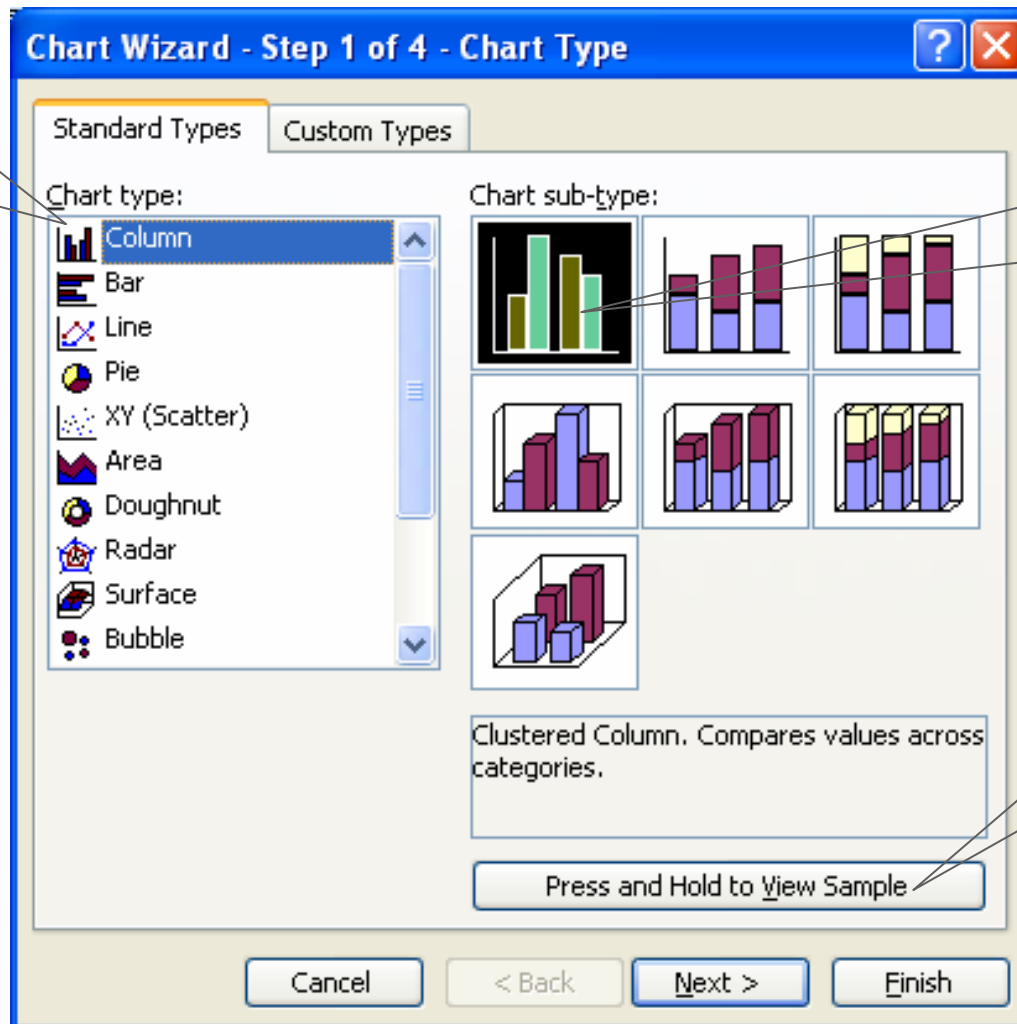 Chart Wizard - Step 1 of 4 - Chart Type
Standard Types
Custom Types
Chart type:
Column
Bar
Line
Pie
XY (Scatter)
Area
Doughnut
Radar
Surface
Bubble
Chart sub-type:
Clustered Column. Compares values across
categories.
Press and Hold to View Sample
Cancel
< Back
Next >
Finish